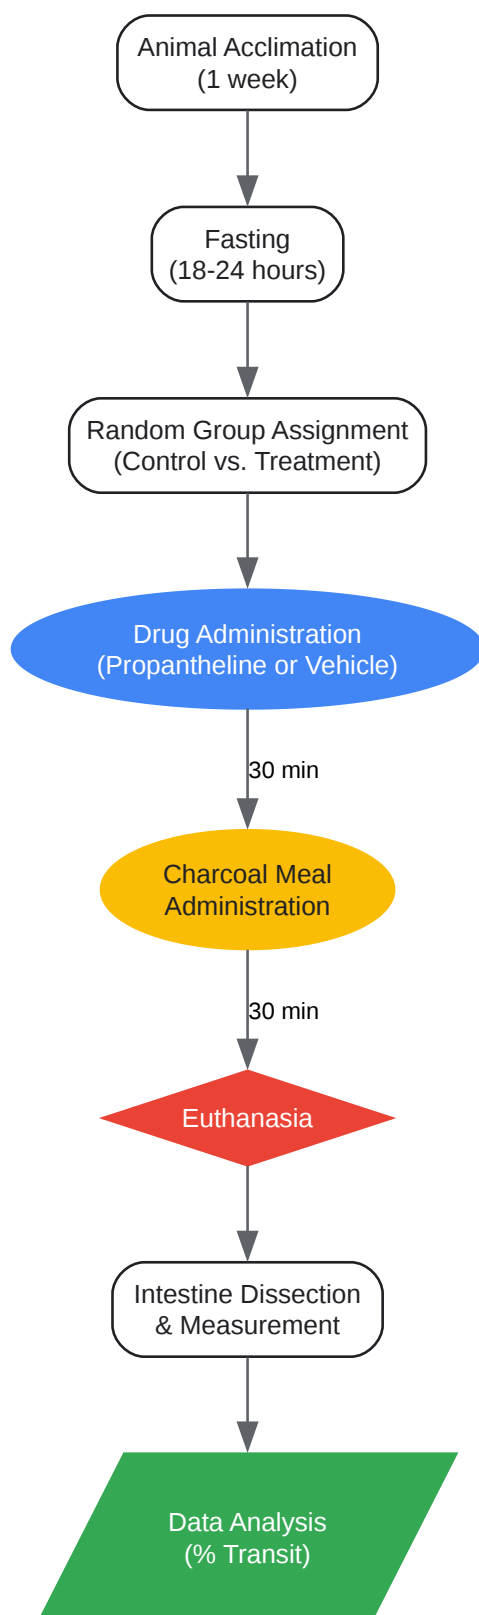 Animal Acclimation
(1 week)
Fasting
(18-24 hours)
Random Group Assignment
(Control vs. Treatment)
Drug Administration
(Propantheline or Vehicle)
30 min
Charcoal Meal
Administration
30 min
Euthanasia
Intestine Dissection
& Measurement
Data Analysis
(% Transit)